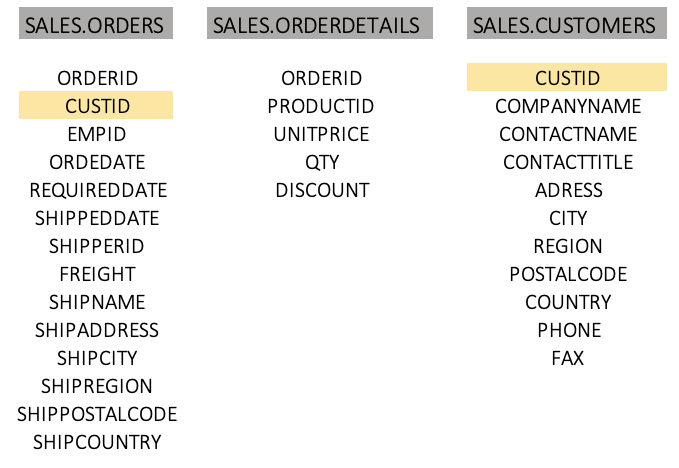 SALES.ORDERS
ORDERID
CUSTID
EMPID
ORDEDATE
REQUIREDDATE
SHIPPEDDATE
SHIPPERID
FREIGHT
SHIPNAME
SHIPADDRESS
SHIPCITY
SHIPREGION
SHIPPOSTALCODE
SHIPCOUNTRY
SALES.ORDERDETAILS
ORDERID
PRODUCTID
UNITPRICE
QTY
DISCOUNT
SALES.CUSTOMERS
CUSTID
COMPANYNAME
CONTACTNAME
CONTACTTITLE
ADRESS
CITY
REGION
POSTALCODE
COUNTRY
PHONE
FAX